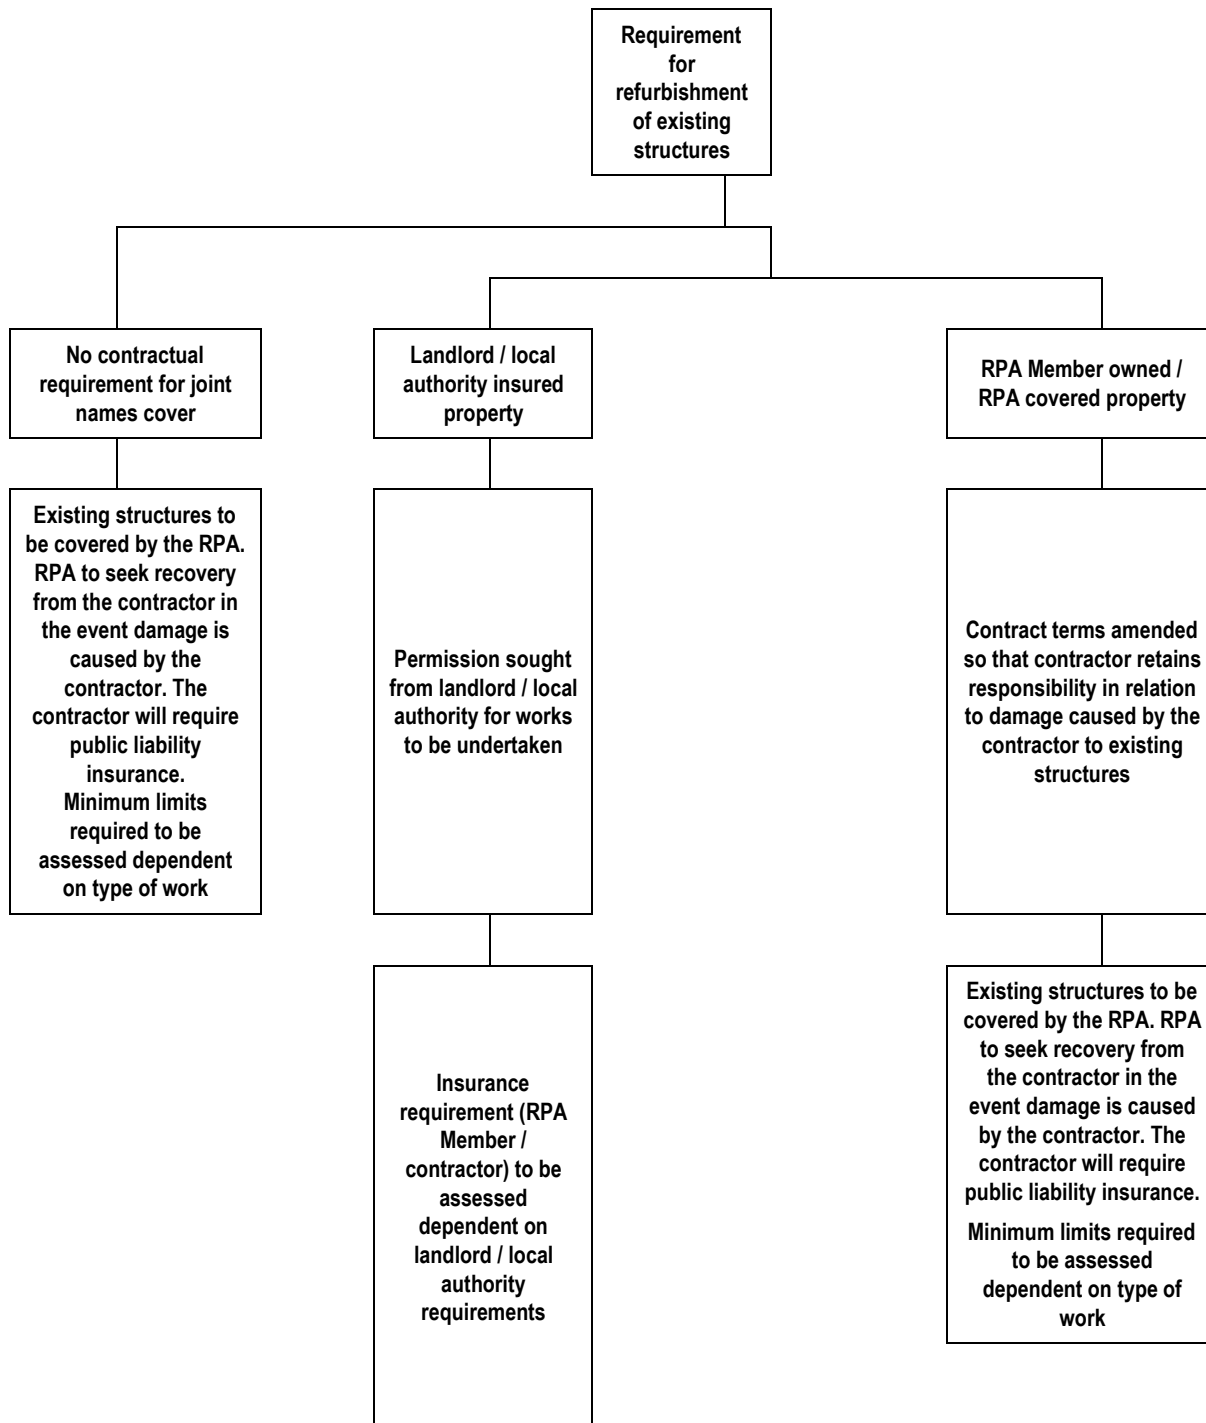 Requirement
for
refurbishment
of existing
structures
No contractual
requirement for joint
names cover
Landlord / local
authority insured
property
RPA Member owned /
RPA covered property
Existing structures to
be covered by the RPA.
RPA to seek recovery
from the contractor in
the event damage is
caused by the
contractor. The
contractor will require
public liability
insurance.
Minimum limits
required to be
assessed dependent
on type of work
Permission sought
from landlord / local
authority for works
to be undertaken
Contract terms amended
so that contractor retains
responsibility in relation
to damage caused by the
contractor to existing
structures
Insurance
requirement (RPA
Member /
contractor) to be
assessed
dependent on
landlord / local
authority
requirements
Existing structures to be
covered by the RPA. RPA
to seek recovery from
the contractor in the
event damage is caused
by the contractor. The
contractor will require
public liability insurance.
Minimum limits required
to be assessed
dependent on type of
work